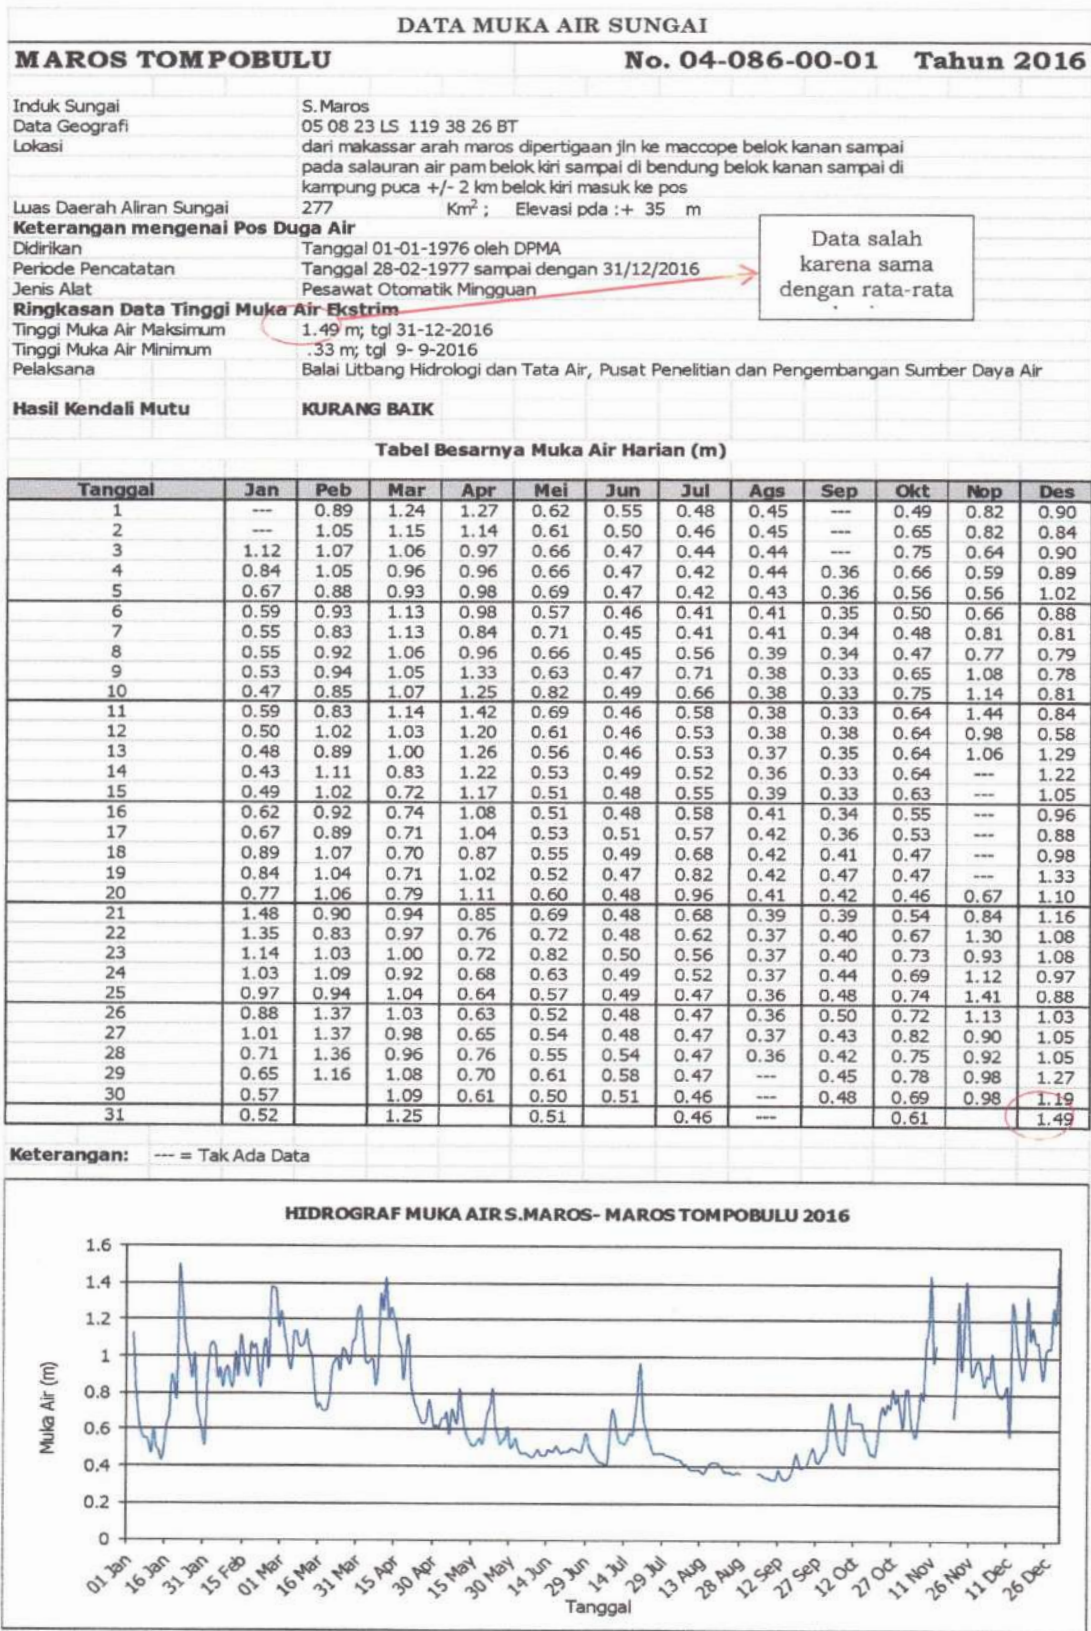 DATA MUKA AIR SUNGAI
MAROS TOMPOBULU No. 04-086-00-01 Tahun 2016
Induk Sungai S.Maros
Data Geografi 05 08 23 LS 119 38 26 BT
Lokasi dari makassar arah maros dipertigaan jln ke maccope belok kanan sampai
pada salauran air pam belok kiri sampai di bendung belok kanan sampai di
kampung puca +/- 2 km belok kiri masuk ke pos
Luas Daerah Aliran Sungai 277 Km² ; Elevasi pda :+ 35 m
Keterangan mengenai Pos Duga Air
Didirikan Tanggal 01-01-1976 oleh DPMA
Periode Pencatatan Tanggal 28-02-1977 sampai dengan 31/12/2016
Jenis Alat Pesawat Otomatik Mingguan
Data salah
karena sama
dengan rata-rata
Ringkasan Data Tinggi Muka Air Ekstrim
Tinggi Muka Air Maksimum 1.49 m; tgl 31-12-2016
Tinggi Muka Air Minimum .33 m; tgl 9- 9-2016
Pelaksana Balai Litbang Hidrologi dan Tata Air, Pusat Penelitian dan Pengembangan Sumber Daya Air
Hasil Kendali Mutu KURANG BAIK
Tabel Besarnya Muka Air Harian (m)
Tanggal Jan Peb Mar Apr Mei Jun Jul Ags Sep Okt Nop Des
1 --- 0.89 1.24 1.27 0.62 0.55 0.48 0.45 --- 0.49 0.82 0.90
2 --- 1.05 1.15 1.14 0.61 0.50 0.46 0.45 --- 0.65 0.82 0.84
3 1.12 1.07 1.06 0.97 0.66 0.47 0.44 0.44 --- 0.75 0.64 0.90
4 0.84 1.05 0.96 0.96 0.66 0.47 0.42 0.44 0.36 0.66 0.59 0.89
5 0.67 0.88 0.93 0.98 0.69 0.47 0.42 0.43 0.36 0.56 0.56 1.02
6 0.59 0.93 1.13 0.98 0.57 0.46 0.41 0.41 0.35 0.50 0.66 0.88
7 0.55 0.83 1.13 0.84 0.71 0.45 0.41 0.41 0.34 0.48 0.81 0.81
8 0.55 0.92 1.06 0.96 0.66 0.45 0.56 0.39 0.34 0.47 0.77 0.79
9 0.53 0.94 1.05 1.33 0.63 0.47 0.71 0.38 0.33 0.65 1.08 0.78
10 0.47 0.85 1.07 1.25 0.82 0.49 0.66 0.38 0.33 0.75 1.14 0.81
11 0.59 0.83 1.14 1.42 0.69 0.46 0.58 0.38 0.33 0.64 1.44 0.84
12 0.50 1.02 1.03 1.20 0.61 0.46 0.53 0.38 0.38 0.64 0.98 0.58
13 0.48 0.89 1.00 1.26 0.56 0.46 0.53 0.37 0.35 0.64 1.06 1.29
14 0.43 1.11 0.83 1.22 0.53 0.49 0.52 0.36 0.33 0.64 --- 1.22
15 0.49 1.02 0.72 1.17 0.51 0.48 0.55 0.39 0.33 0.63 --- 1.05
16 0.62 0.92 0.74 1.08 0.51 0.48 0.58 0.41 0.34 0.55 --- 0.96
17 0.67 0.89 0.71 1.04 0.53 0.51 0.57 0.42 0.36 0.53 --- 0.88
18 0.89 1.07 0.70 0.87 0.55 0.49 0.68 0.42 0.41 0.47 --- 0.98
19 0.84 1.04 0.71 1.02 0.52 0.47 0.82 0.42 0.47 0.47 --- 1.33
20 0.77 1.06 0.79 1.11 0.60 0.48 0.96 0.41 0.42 0.46 0.67 1.10
21 1.48 0.90 0.94 0.85 0.69 0.48 0.68 0.39 0.39 0.54 0.84 1.16
22 1.35 0.83 0.97 0.76 0.72 0.48 0.62 0.37 0.40 0.67 1.30 1.08
23 1.14 1.03 1.00 0.72 0.82 0.50 0.56 0.37 0.40 0.73 0.93 1.08
24 1.03 1.09 0.92 0.68 0.63 0.49 0.52 0.37 0.44 0.69 1.12 0.97
25 0.97 0.94 1.04 0.64 0.57 0.49 0.47 0.36 0.48 0.74 1.41 0.88
26 0.88 1.37 1.03 0.63 0.52 0.48 0.47 0.36 0.50 0.72 1.13 1.03
27 1.01 1.37 0.98 0.65 0.54 0.48 0.47 0.37 0.43 0.82 0.90 1.05
28 0.71 1.36 0.96 0.76 0.55 0.54 0.47 0.36 0.42 0.75 0.92 1.05
29 0.65 1.16 1.08 0.70 0.61 0.58 0.47 --- 0.45 0.78 0.98 1.27
30 0.57 1.09 0.61 0.50 0.51 0.46 --- 0.48 0.69 0.98 1.19
31 0.52 1.25 0.51 0.46 --- 0.61 1.49
Keterangan: --- = Tak Ada Data
HIDROGRAF MUKA AIR S.MAROS- MAROS TOMPOBULU 2016
Muka Air (m)
1.6
1.4
1.2
1
0.8
0.6
0.4
0.2
0
01 Jan 16 Jan 31 Jan 15 Feb 01 Mar 16 Mar 31 Mar 15 Apr 30 Apr 15 May 30 May 14 Jun 29 Jun 14 Jul 29 Jul 13 Aug 28 Aug 12 Sep 27 Sep 12 Oct 27 Oct 11 Nov 26 Nov 11 Dec 26 Dec
Tanggal